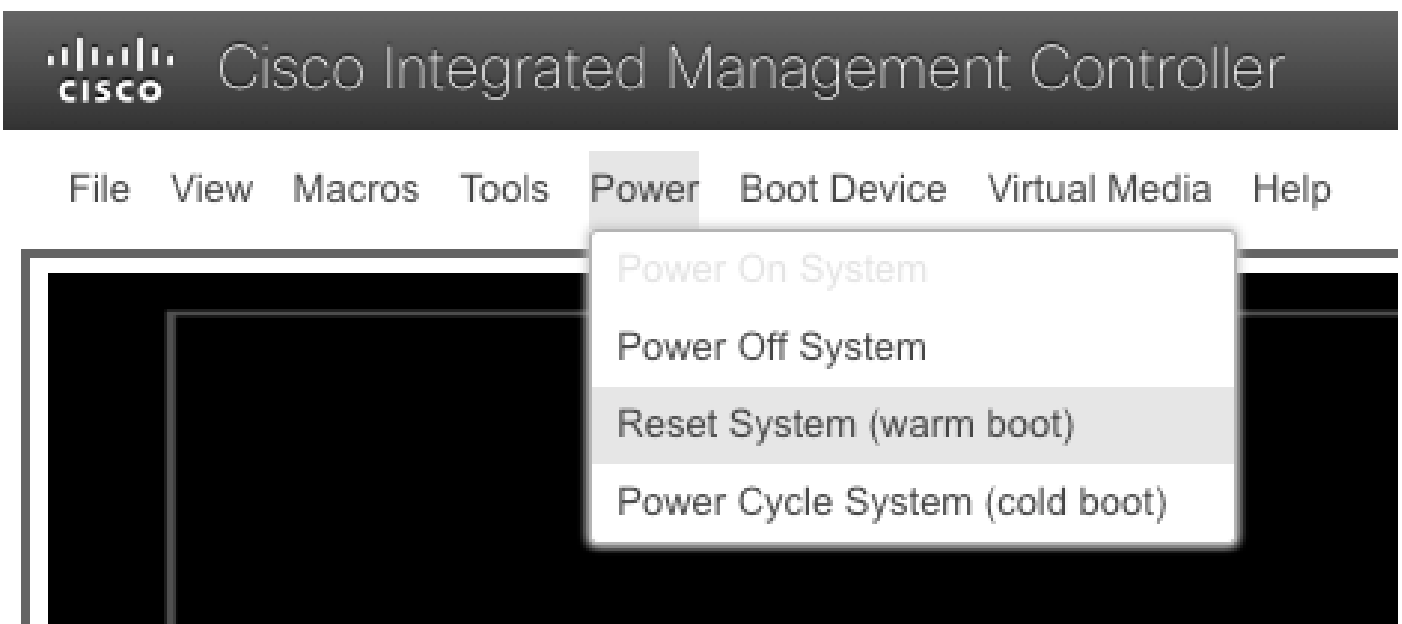 CISCO Cisco Integrated Management Controller
File View Macros Tools Power Boot Device Virtual Media Help
Power On System
Power Off System
Reset System (warm boot)
Power Cycle System (cold boot)